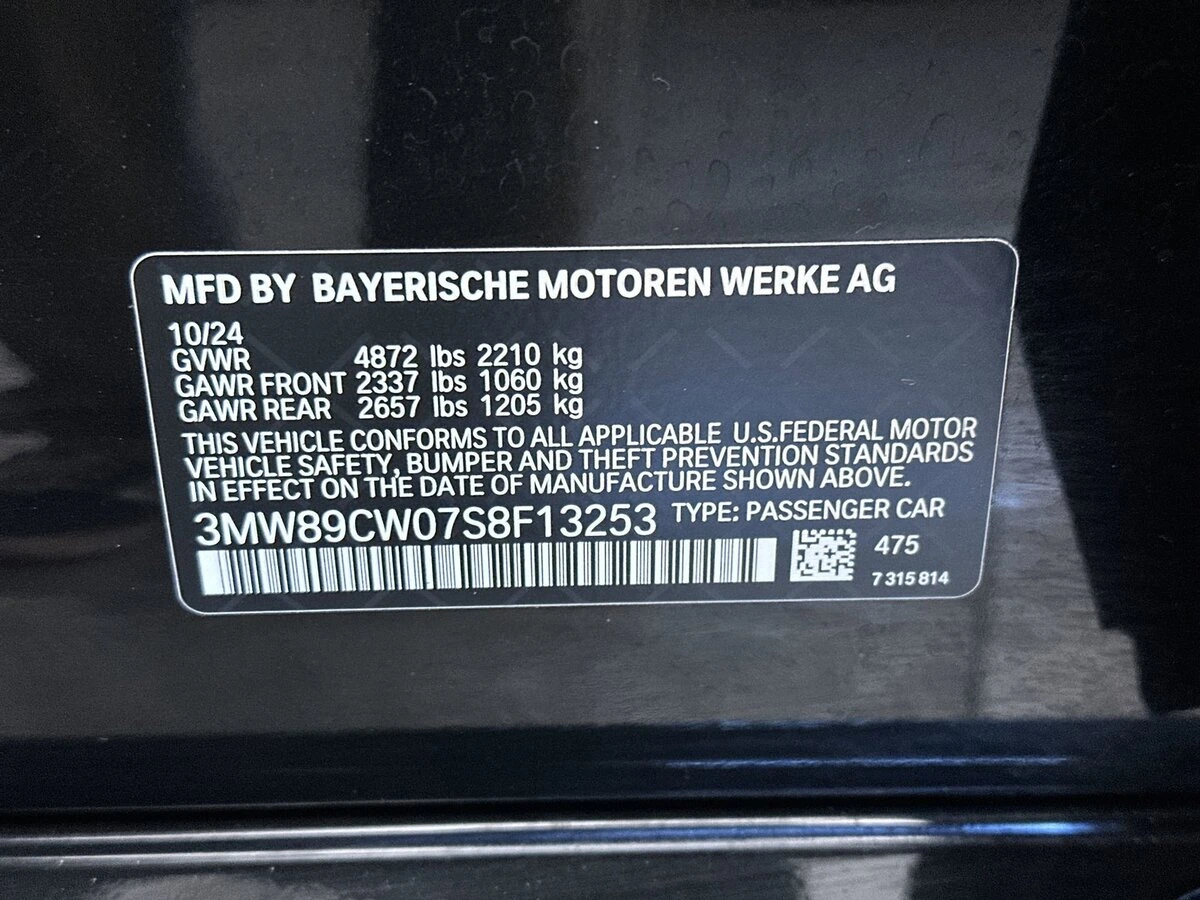 MFD BY BAYERISCHE MOTOREN WERKE AG
10/24
GVWR 4872 lbs 2210 kg
GAWR FRONT 2337 lbs 1060 kg
GAWR REAR 2657 lbs 1205 kg
THIS VEHICLE CONFORMS TO ALL APPLICABLE U.S.FEDERAL MOTOR
VEHICLE SAFETY, BUMPER AND THEFT PREVENTION STANDARDS
IN EFFECT ON THE DATE OF MANUFACTURE SHOWN ABOVE.
3MW89CW07S8F13253 TYPE: PASSENGER CAR
475
7 315 814